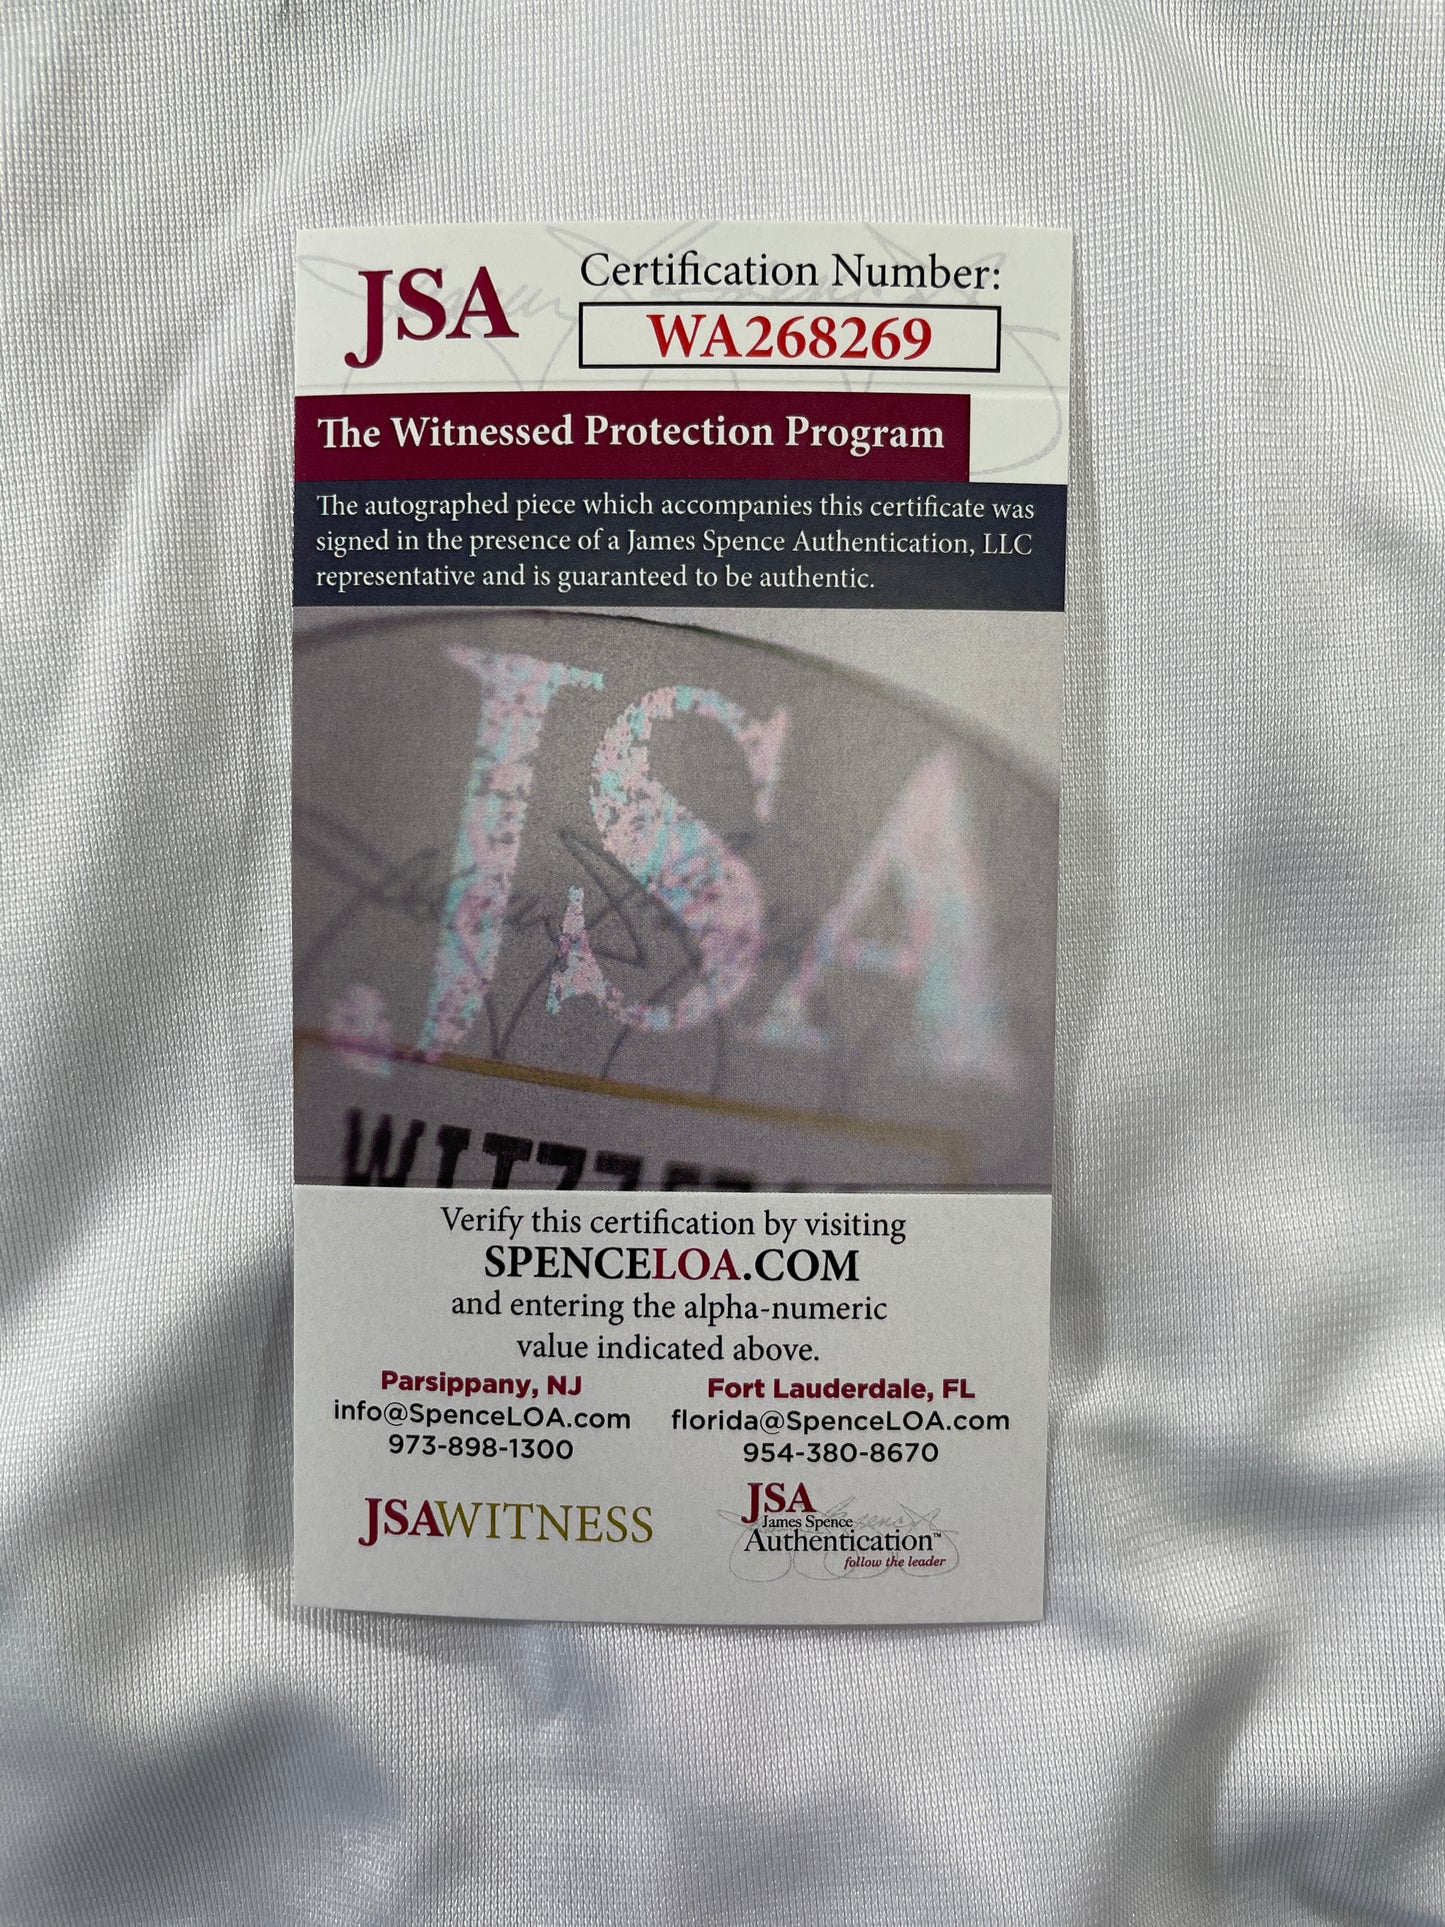 JSA
Certification Number:
WA268269
The Witnessed Protection Program
The autographed piece which accompanies this certificate was
signed in the presence of a James Spence Authentication, LLC
representative and is guaranteed to be authentic.
JSA
Verify this certification by visiting
SPENCELOA.COM
and entering the alpha-numeric
value indicated above.
Parsippany, NJ
info@SpenceLOA.com
973-898-1300
Fort Lauderdale, FL
florida@SpenceLOA.com
954-380-8670
JSAWITNESS
JSA
James Spence
Authentication™
follow the leader